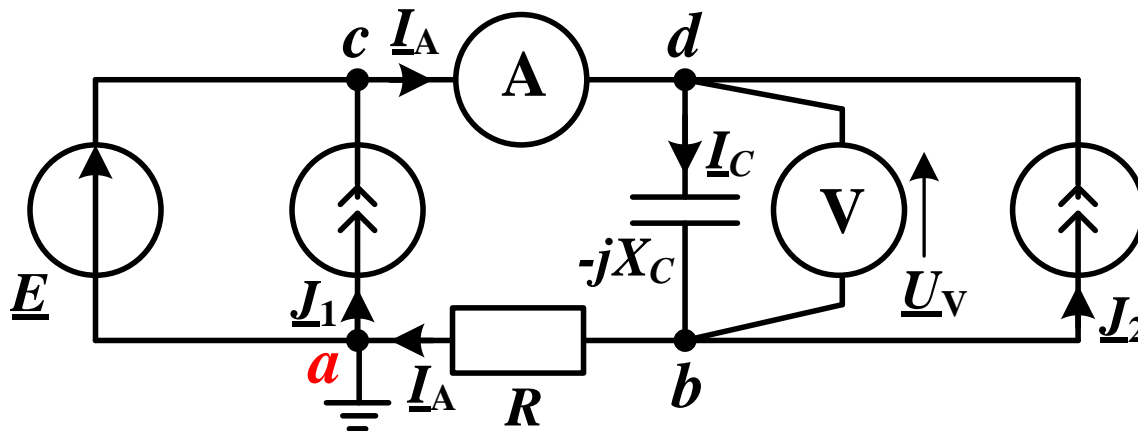 c I_A d
A
I_C
V
-jX_C
E J_1 U_V J_2
a I_A R b